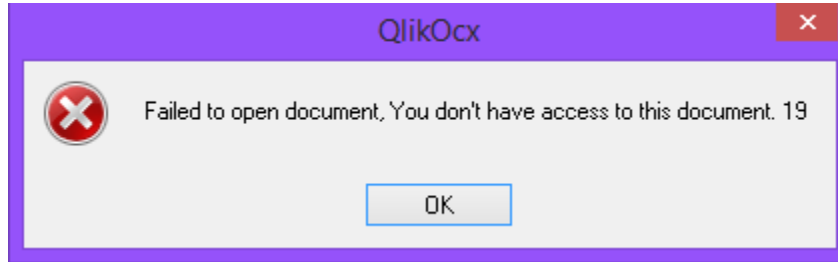 QlikOcx
Failed to open document, You don't have access to this document. 19
OK